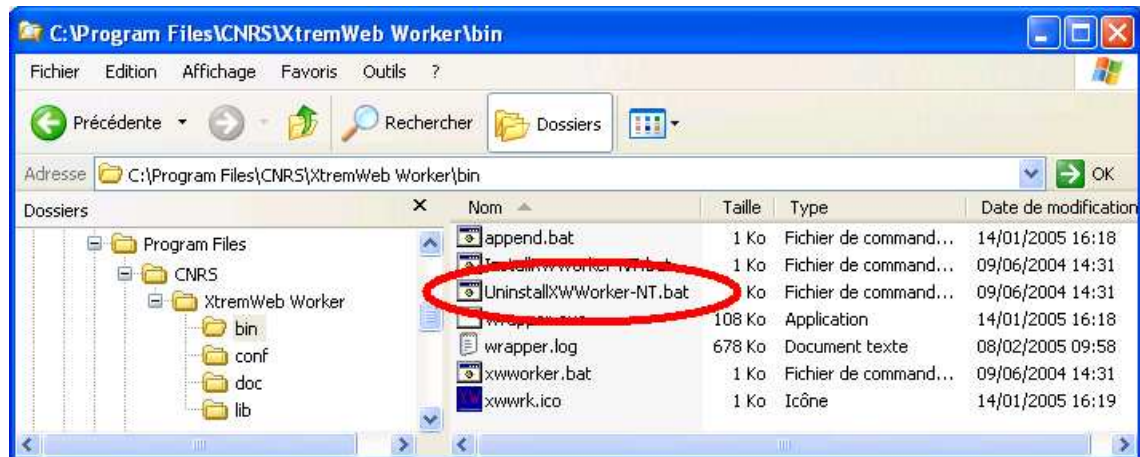 C:\Program Files\CNRS\XtremWeb Worker\bin
Fichier Edition Affichage Favoris Outils ?
Précédente Rechercher Dossiers
Adresse C:\Program Files\CNRS\XtremWeb Worker\bin OK
Dossiers X Nom Taille Type Date de modification
Program Files append.bat 1 Ko Fichier de command... 14/01/2005 16:18
CNRS InstallXWWorker-NT.bat 1 Ko Fichier de command... 09/06/2004 14:31
XtremWeb Worker UninstallXWWorker-NT.bat Ko Fichier de command... 09/06/2004 14:31
bin 108 Ko Application 14/01/2005 16:18
conf wrapper.log 678 Ko Document texte 08/02/2005 09:58
doc xwworker.bat 1 Ko Fichier de command... 09/06/2004 14:31
lib xwwrk.ico 1 Ko Icône 14/01/2005 16:19